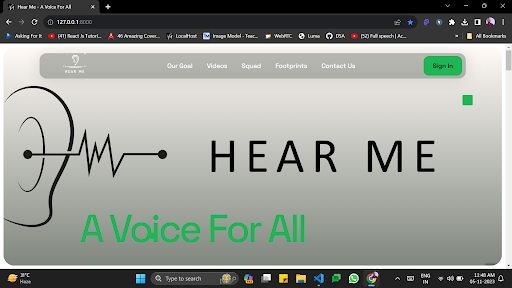 Hear Me - A Voice For All
127.0.0.1:8000
Asking For It
(41) React Js Tutori...
46 Amazing Cover...
LocalHost
Image Model - Teac...
WebRTC
Luma
DSA
(52) Full speech | Ac...
»
All Bookmarks
HEAR ME
Our Goal Videos Squad Footprints Contact Us Sign In
HEAR ME
A Voice For All
31°C
Haze
Type to search
ENG
IN
11:48 AM
05-11-2023